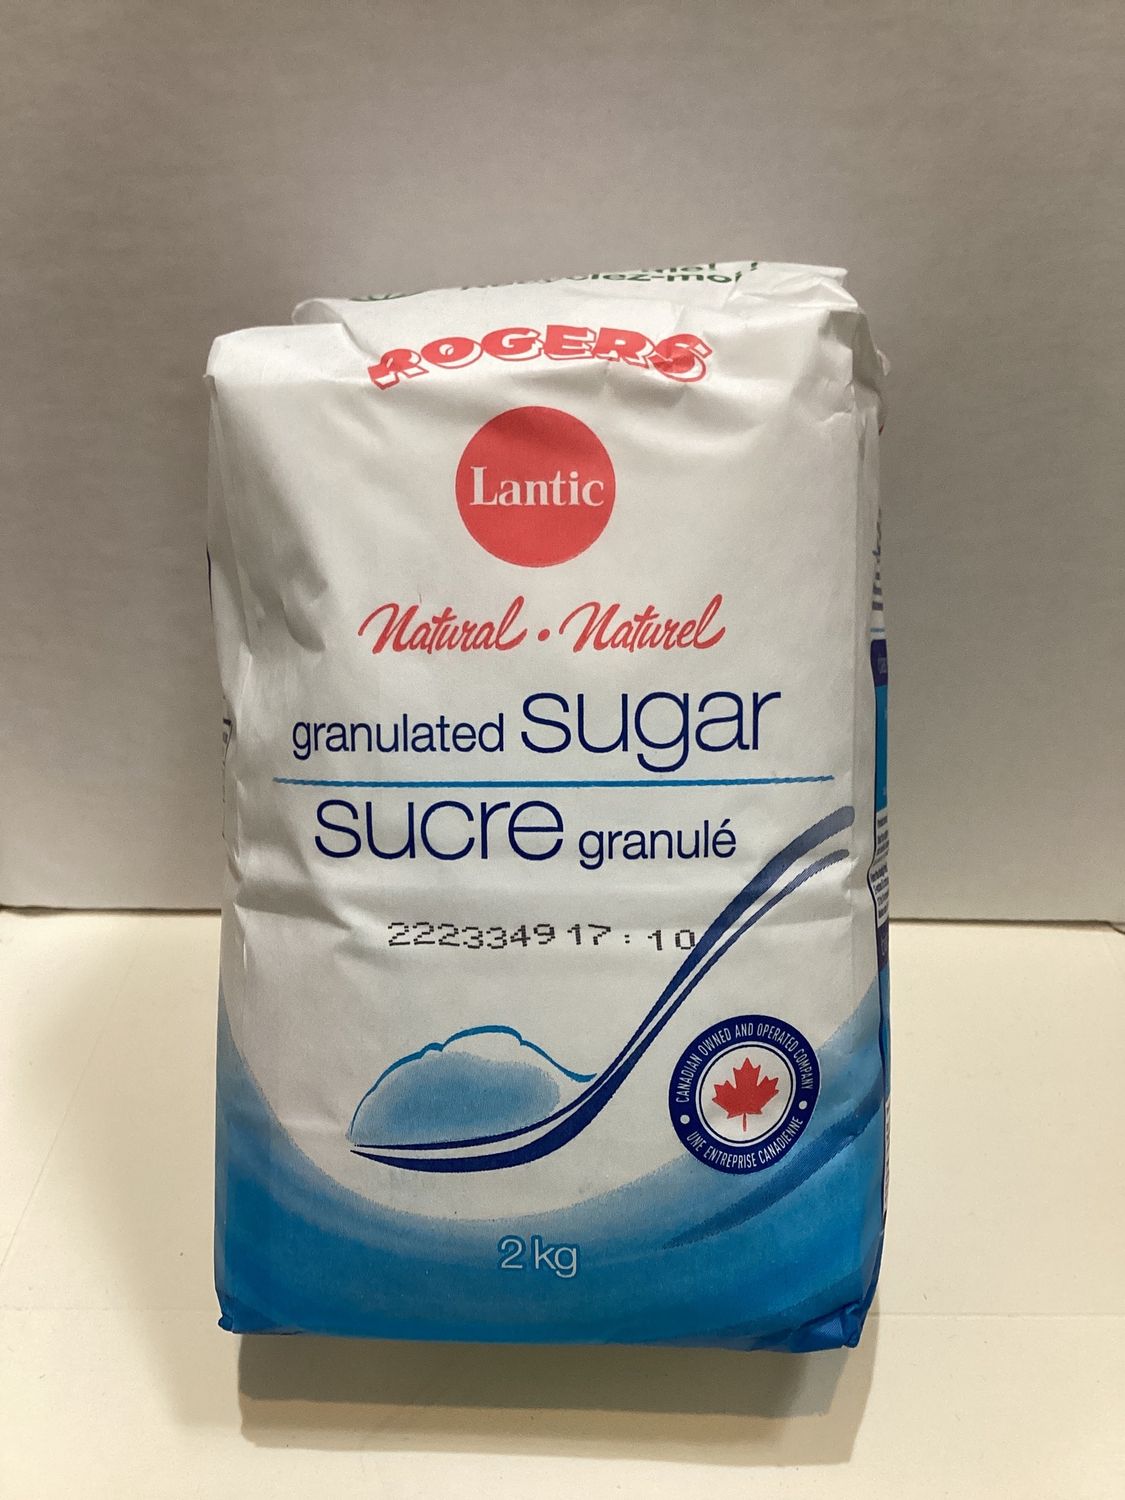 ROGERS
Lantic
Natural • Naturel
granulated sugar
sucre granulé
222334917:10
CANADIAN OWNED AND OPERATED COMPANY
• UNE ENTREPRISE CANADIENNE •
2 kg